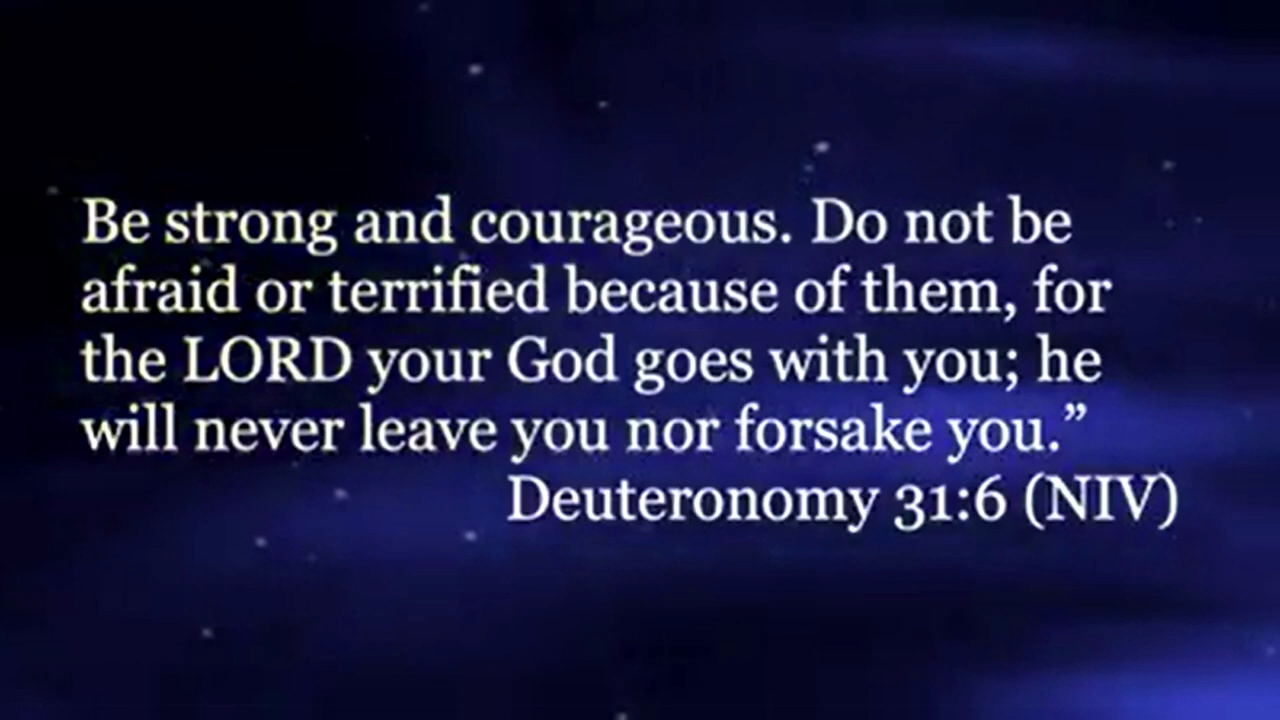 Be strong and courageous. Do not be
afraid or terrified because of them, for
the LORD your God goes with you; he
will never leave you nor forsake you.”
Deuteronomy 31:6 (NIV)